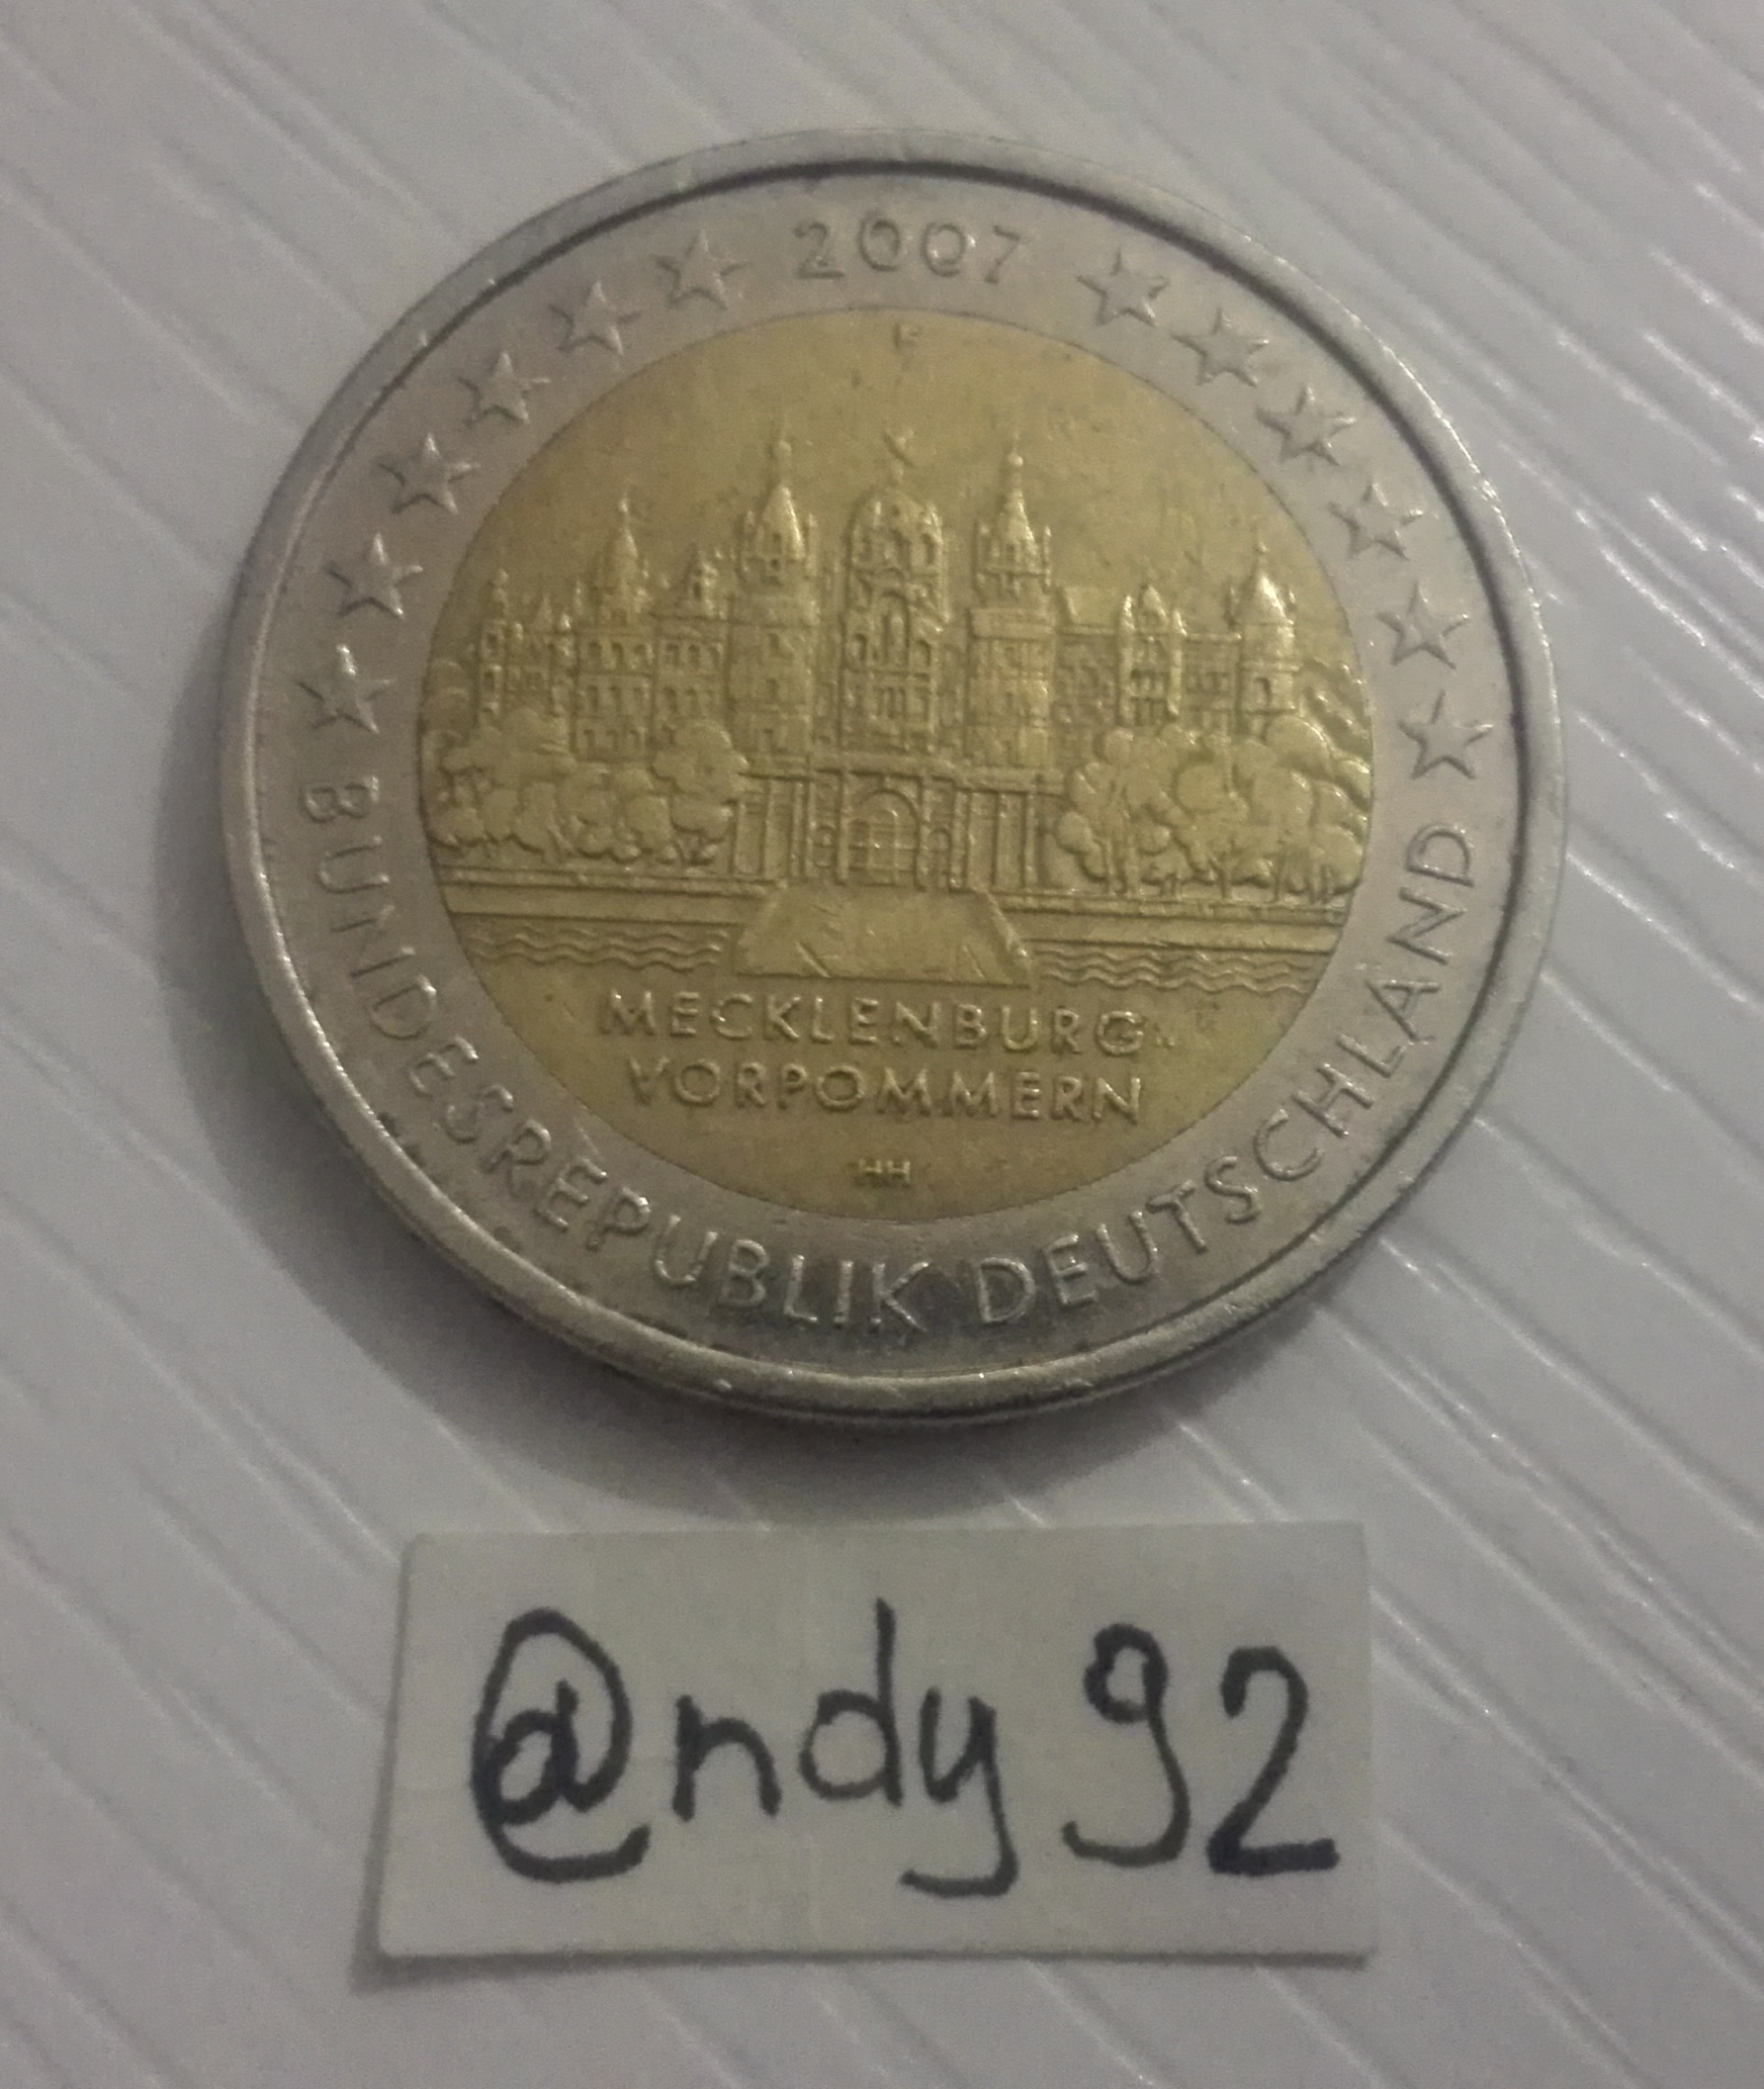 2007
F
MECKLENBURG-
VORPOMMERN
HH
BUNDESREPUBLIK DEUTSCHLAND
@ndy92